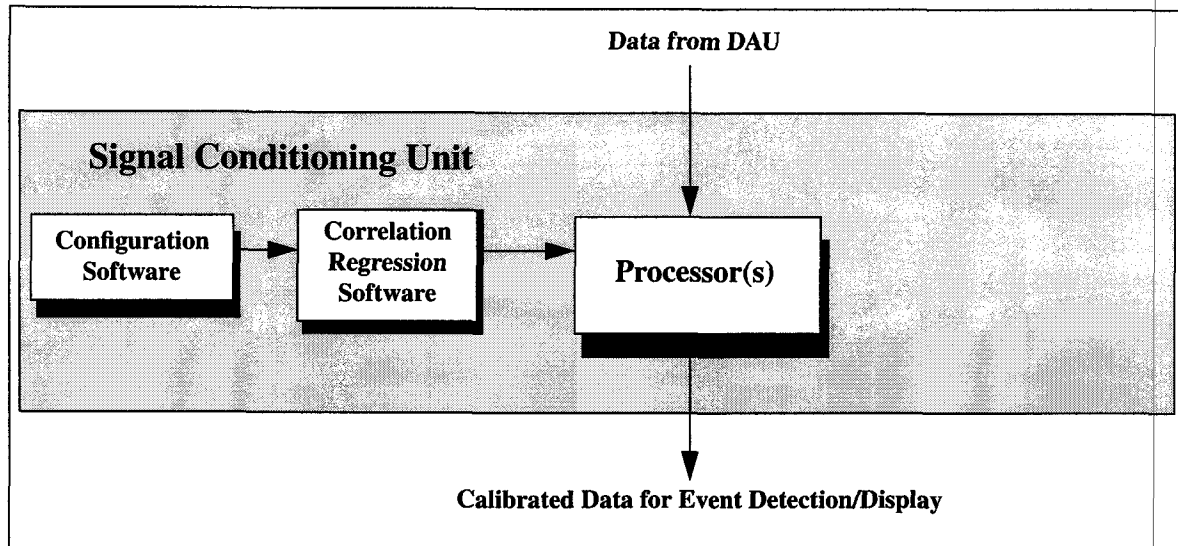 Data from DAU
Signal Conditioning Unit
Configuration
Software
Correlation
Regression
Software
Processor(s)
Calibrated Data for Event Detection/Display